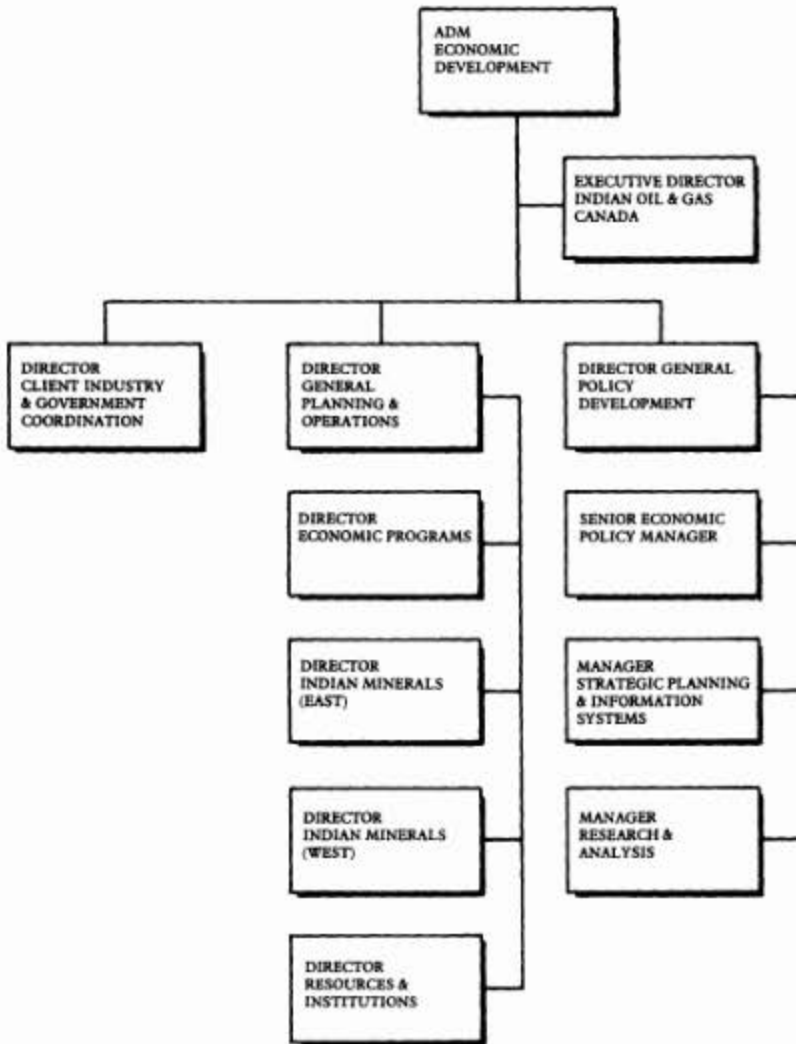 ADM
ECONOMIC
DEVELOPMENT
EXECUTIVE DIRECTOR
INDIAN OIL & GAS
CANADA
DIRECTOR
CLIENT INDUSTRY
& GOVERNMENT
COORDINATION
DIRECTOR
GENERAL
PLANNING &
OPERATIONS
DIRECTOR GENERAL
POLICY
DEVELOPMENT
DIRECTOR
ECONOMIC PROGRAMS
SENIOR ECONOMIC
POLICY MANAGER
DIRECTOR
INDIAN MINERALS
(EAST)
MANAGER
STRATEGIC PLANNING
& INFORMATION
SYSTEMS
DIRECTOR
INDIAN MINERALS
(WEST)
MANAGER
RESEARCH &
ANALYSIS
DIRECTOR
RESOURCES &
INSTITUTIONS